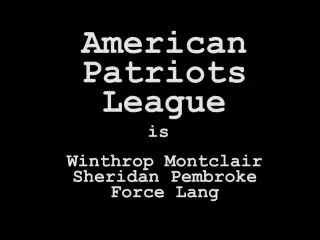 American
Patriots
League
is
Winthrop Montclair
Sheridan Pembroke
Force Lang